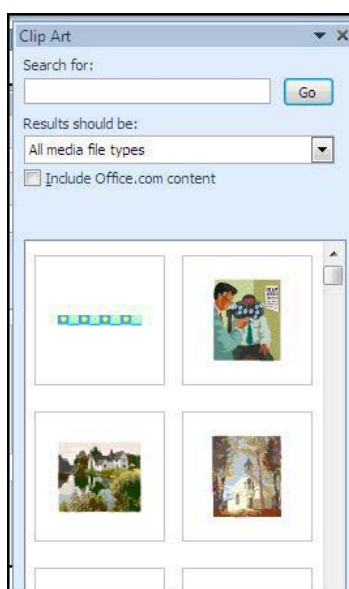 Clip Art
Search for:
Go
Results should be:
All media file types
Include Office.com content